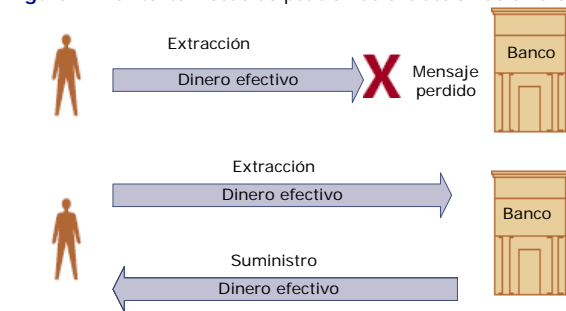 Extracción
Dinero efectivo
Mensaje
perdido
Banco
Extracción
Dinero efectivo
Banco
Suministro
Dinero efectivo